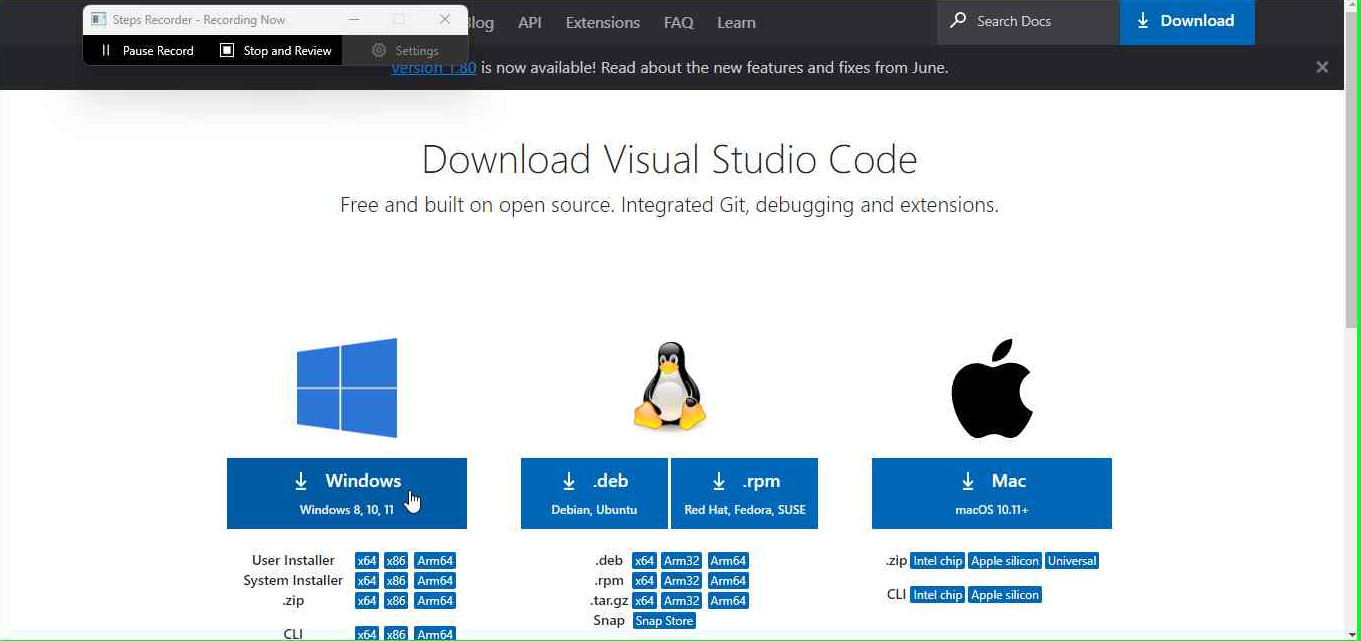 Steps Recorder - Recording Now
Blog API Extensions FAQ Learn
Search Docs
Download
Pause Record Stop and Review Settings
Version 1.80 is now available! Read about the new features and fixes from June.
Download Visual Studio Code
Free and built on open source. Integrated Git, debugging and extensions.
Windows
Windows 8, 10, 11
User Installer x64 x86 Arm64
System Installer x64 x86 Arm64
.zip x64 x86 Arm64
CLI x64 x86 Arm64
.deb
Debian, Ubuntu
.rpm
Red Hat, Fedora, SUSE
.deb x64 Arm32 Arm64
.rpm x64 Arm32 Arm64
.tar.gz x64 Arm32 Arm64
Snap Snap Store
Mac
macOS 10.11+
.zip Intel chip Apple silicon Universal
CLI Intel chip Apple silicon